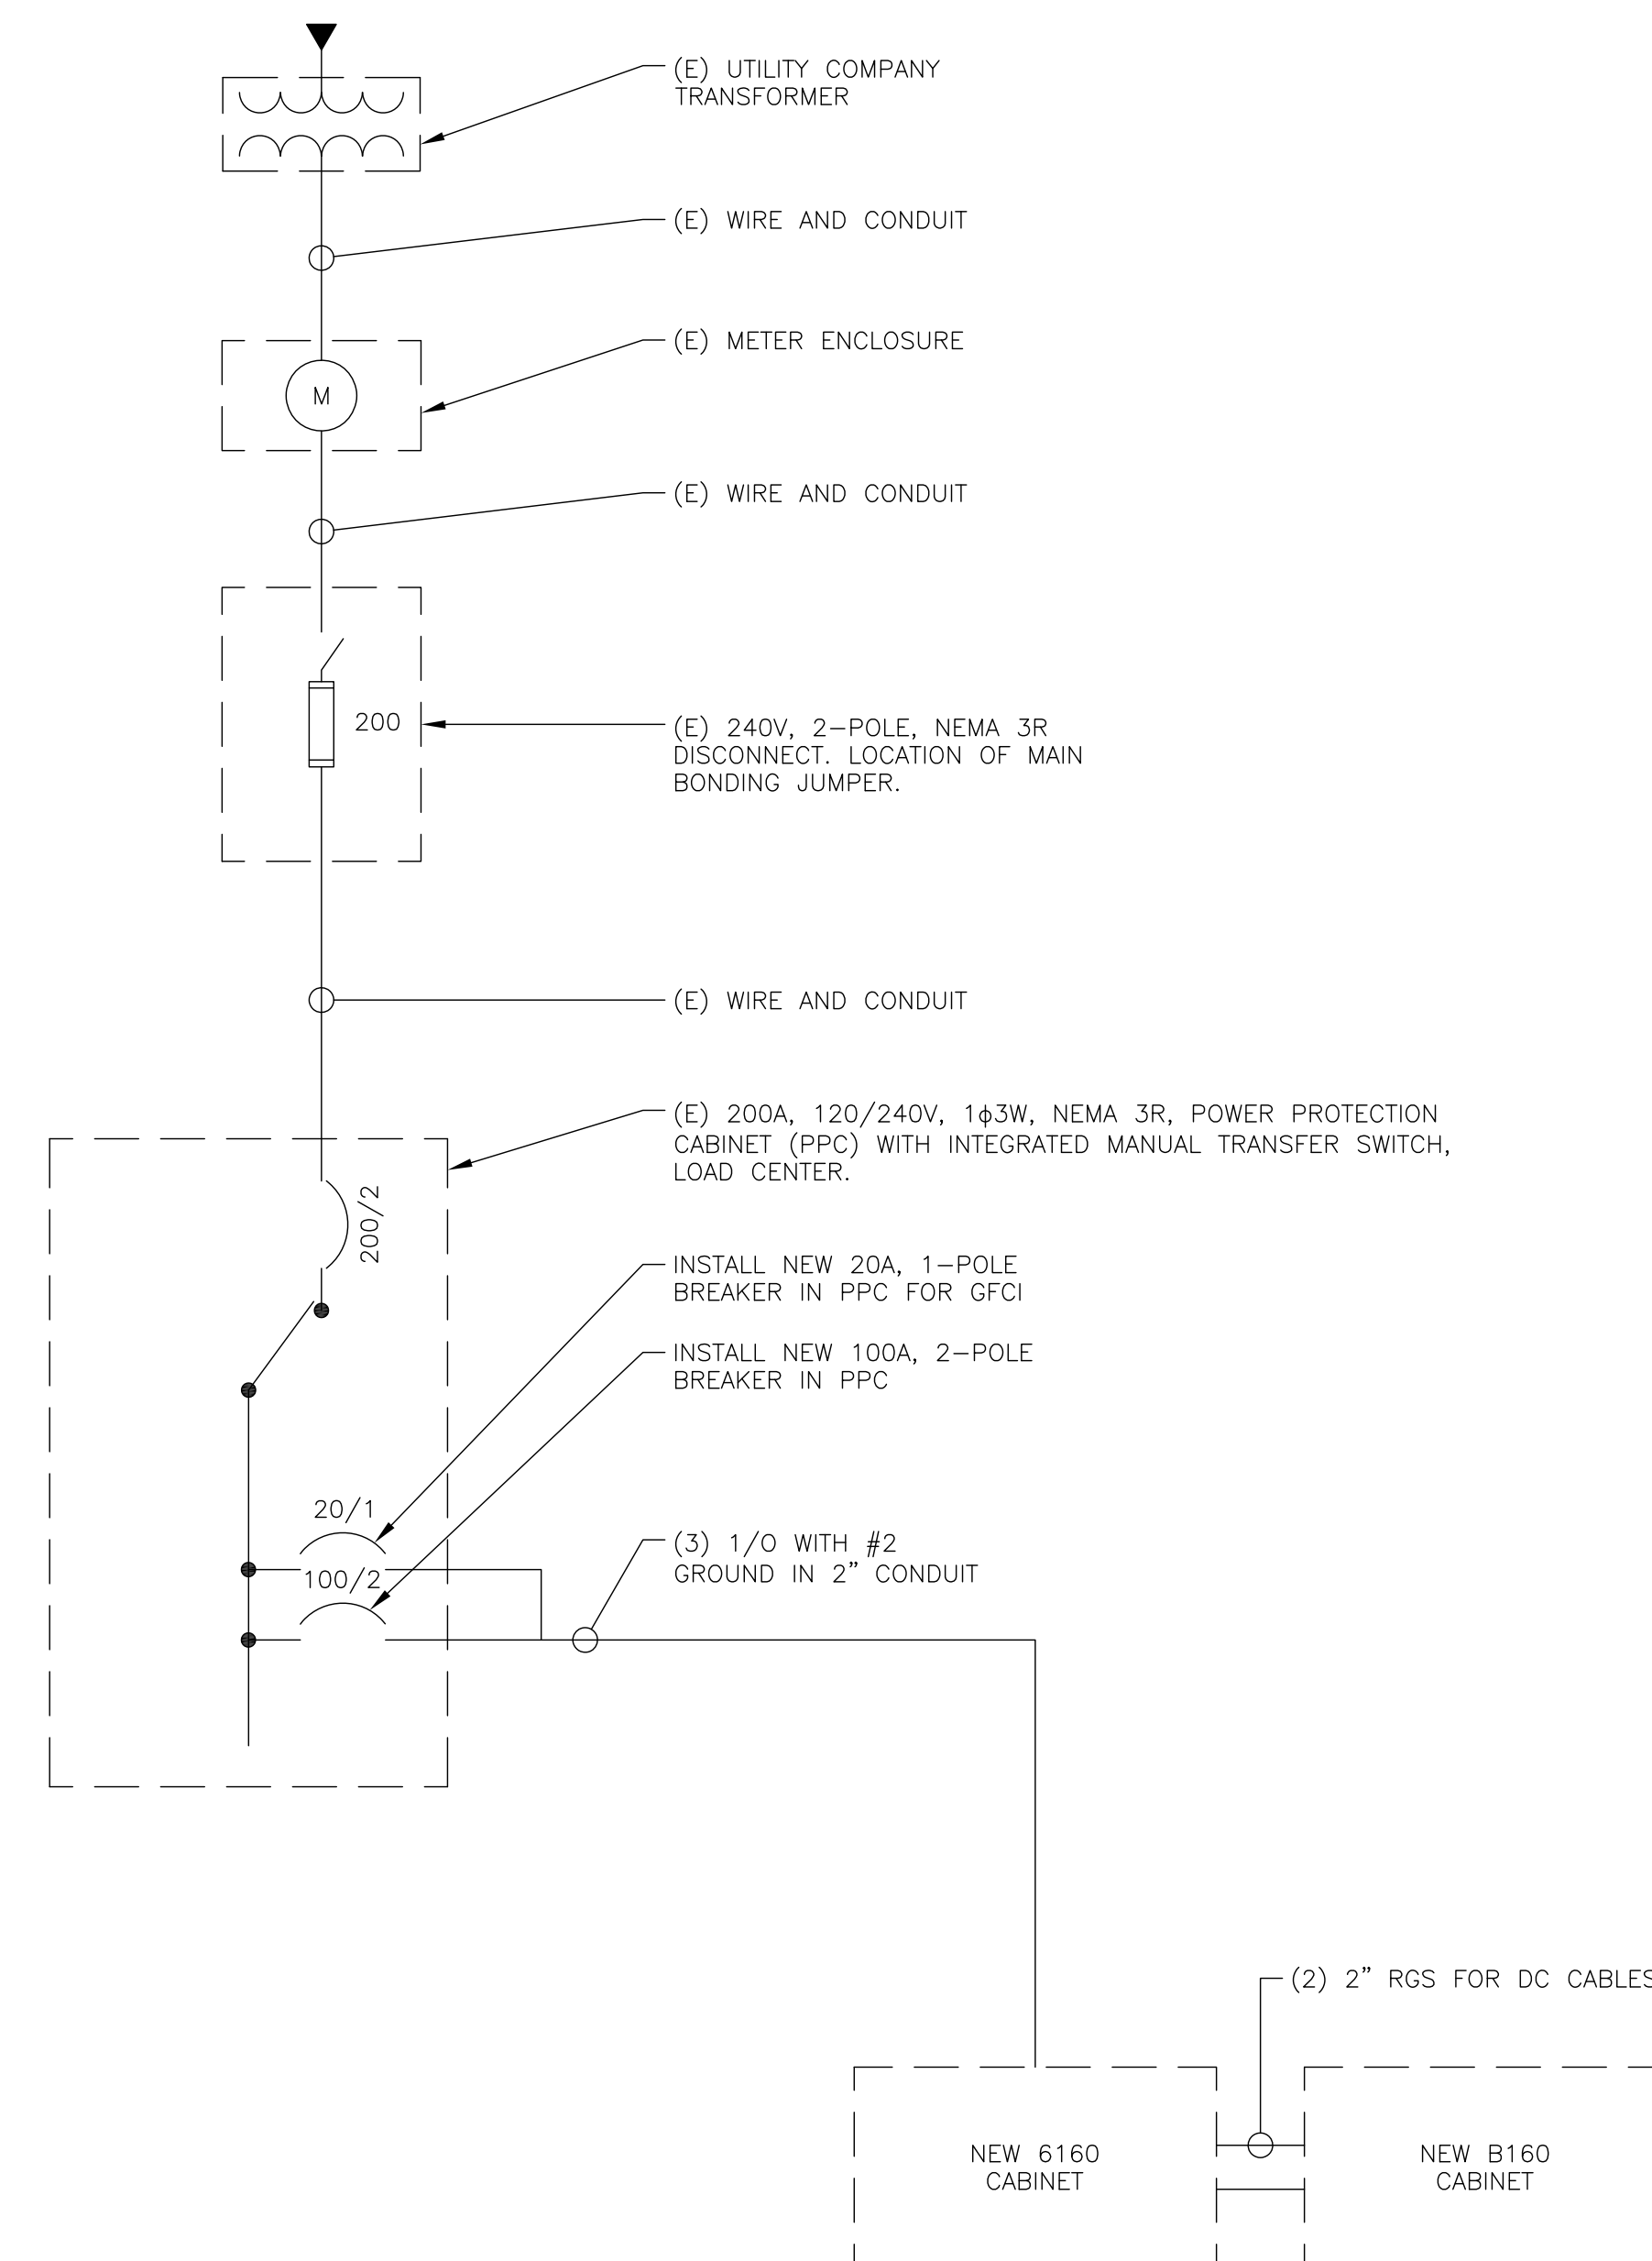 (E) UTILITY COMPANY
TRANSFORMER
(E) WIRE AND CONDUIT
(E) METER ENCLOSURE
M
(E) WIRE AND CONDUIT
200
(E) 240V, 2-POLE, NEMA 3R
DISCONNECT. LOCATION OF MAIN
BONDING JUMPER.
(E) WIRE AND CONDUIT
(E) 200A, 120/240V, 1ϕ3W, NEMA 3R, POWER PROTECTION
CABINET (PPC) WITH INTEGRATED MANUAL TRANSFER SWITCH,
LOAD CENTER.
200/2
INSTALL NEW 20A, 1-POLE
BREAKER IN PPC FOR GFCI
INSTALL NEW 100A, 2-POLE
BREAKER IN PPC
20/1
100/2
(3) 1/O WITH #2
GROUND IN 2" CONDUIT
(2) 2" RGS FOR DC CABLES
NEW 6160
CABINET
NEW B160
CABINET